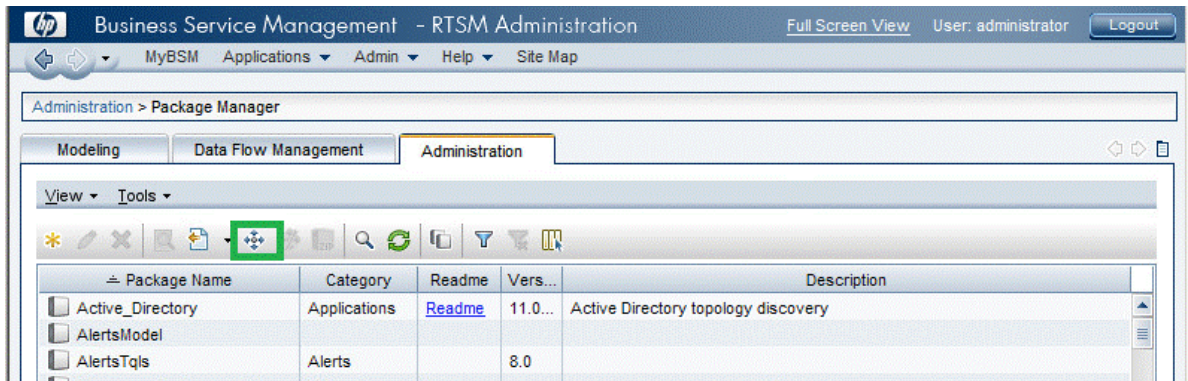 hp Business Service Management – RTSM Administration Full Screen View User: administrator Logout
MyBSM Applications Admin Help Site Map
Administration > Package Manager
Modeling Data Flow Management Administration
View Tools
Package Name Category Readme Vers... Description
Active_Directory Applications Readme 11.0... Active Directory topology discovery
AlertsModel
AlertsTqls Alerts 8.0